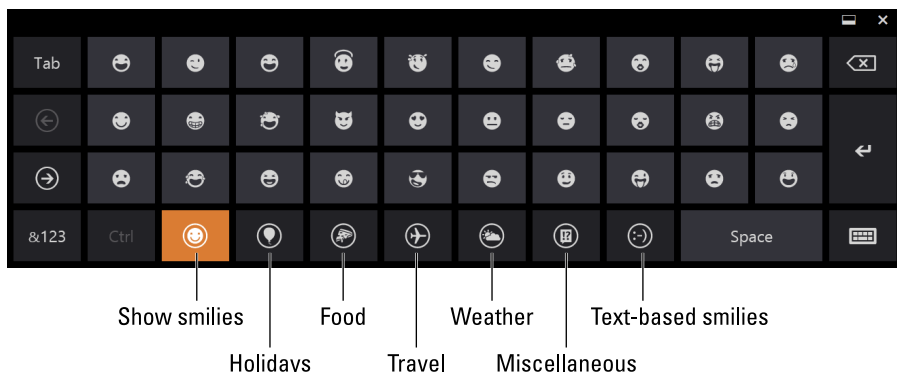 Tab
&123 Ctrl :-) Space
Show smilies Food Weather Text-based smilies
Holidays Travel Miscellaneous